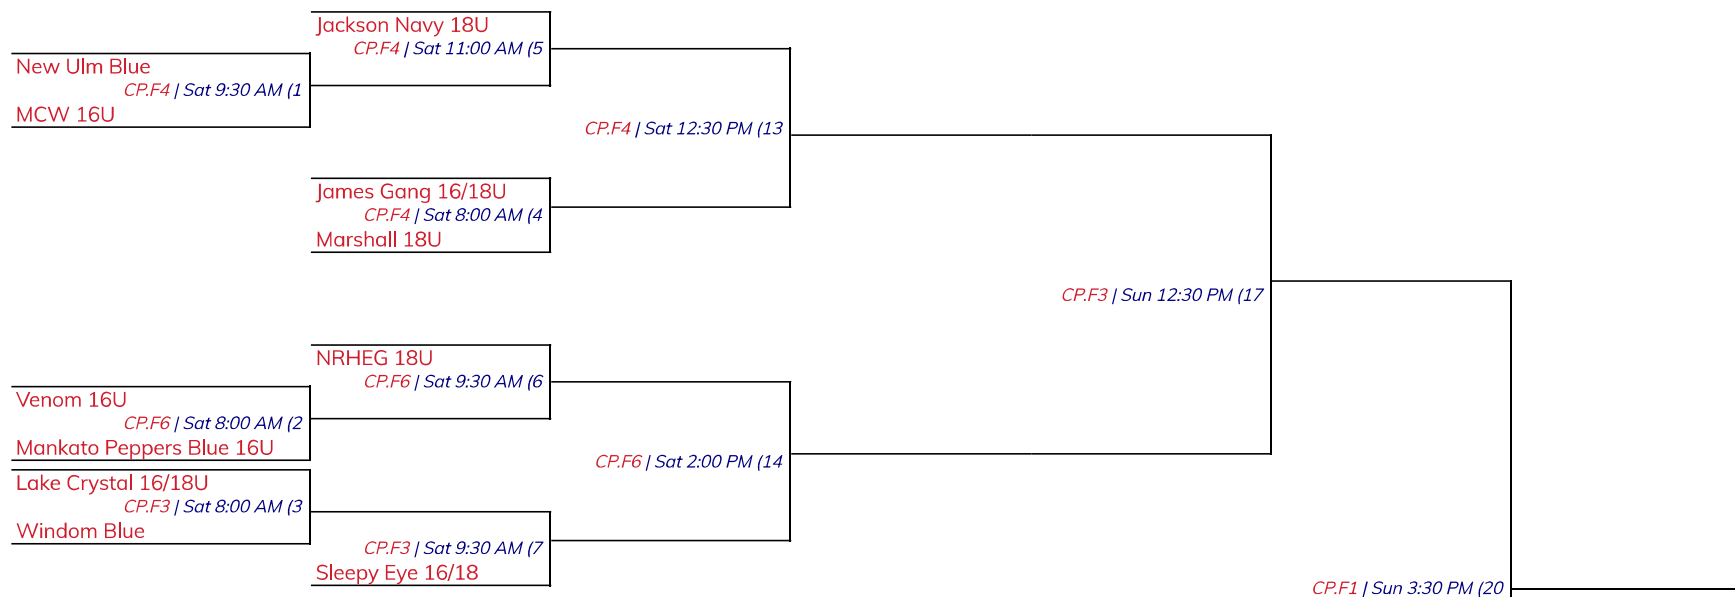 Jackson Navy 18U
CP.F4 | Sat 11:00 AM (5
New Ulm Blue
CP.F4 | Sat 9:30 AM (1
MCW 16U
CP.F4 | Sat 12:30 PM (13
James Gang 16/18U
CP.F4 | Sat 8:00 AM (4
Marshall 18U
CP.F3 | Sun 12:30 PM (17
NRHEG 18U
CP.F6 | Sat 9:30 AM (6
Venom 16U
CP.F6 | Sat 8:00 AM (2
Mankato Peppers Blue 16U
CP.F6 | Sat 2:00 PM (14
Lake Crystal 16/18U
CP.F3 | Sat 8:00 AM (3
Windom Blue
CP.F3 | Sat 9:30 AM (7
Sleepy Eye 16/18
CP.F1 | Sun 3:30 PM (20